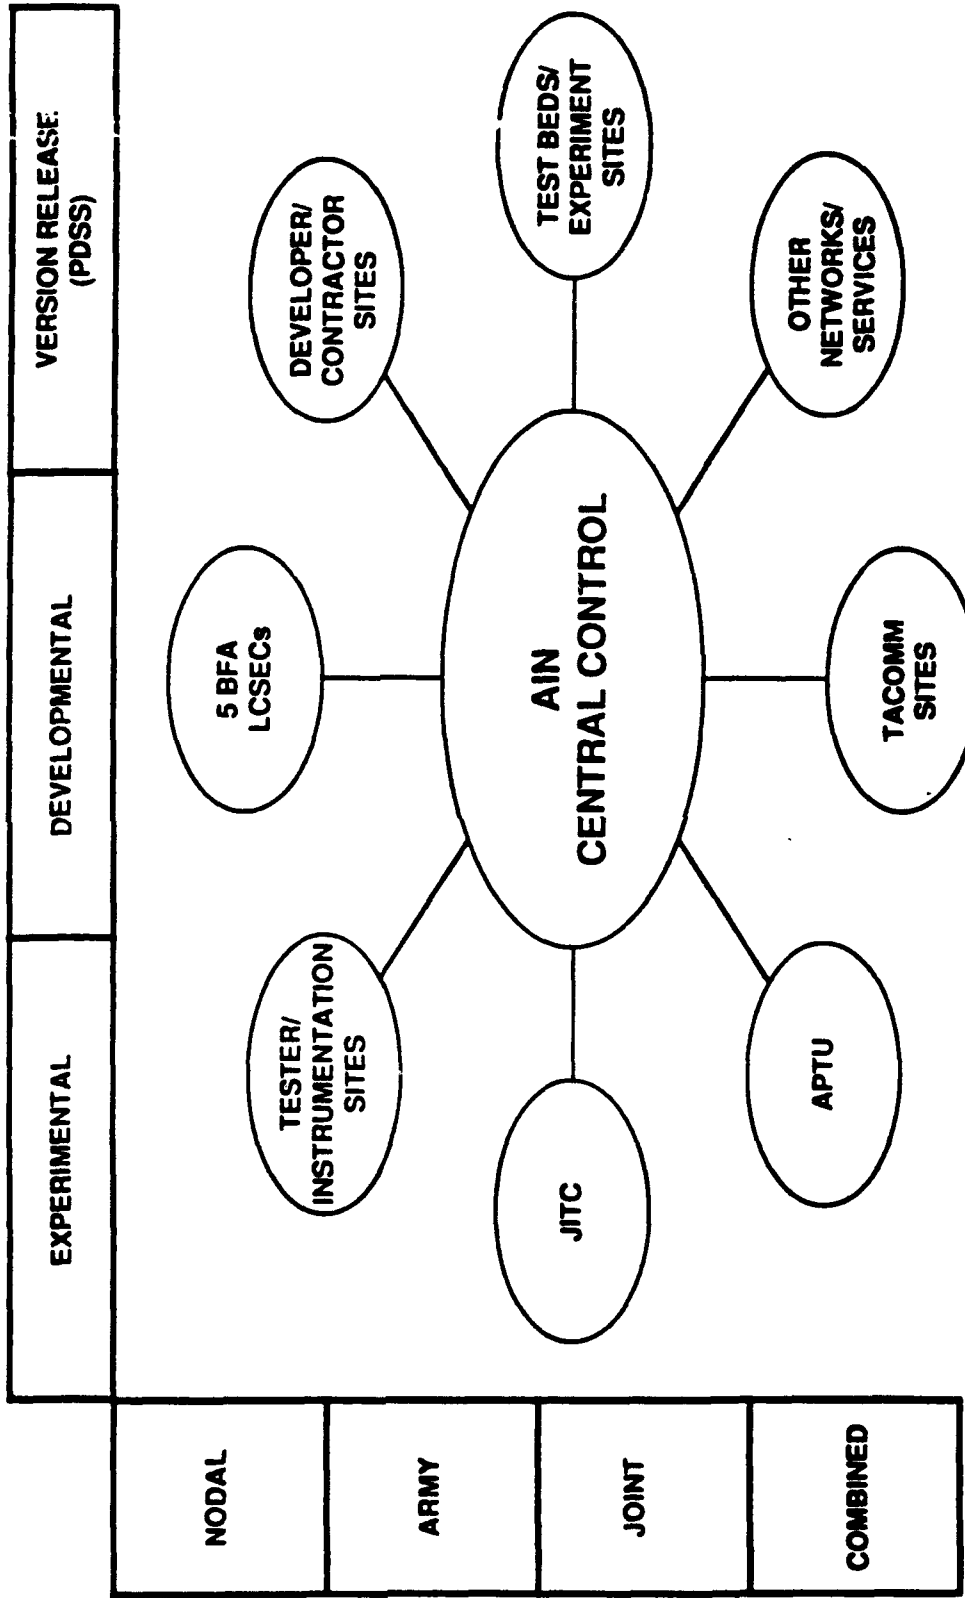 EXPERIMENTAL
DEVELOPMENTAL
VERSION RELEASE
(PDSS)
NODAL
ARMY
JOINT
COMBINED
5 BFA
LCSECs
TESTER/
INSTRUMENTATION
SITES
DEVELOPER/
CONTRACTOR
SITES
JITC
AIN
CENTRAL CONTROL
TEST BEDS/
EXPERIMENT
SITES
APTU
TACOMM
SITES
OTHER
NETWORKS/
SERVICES